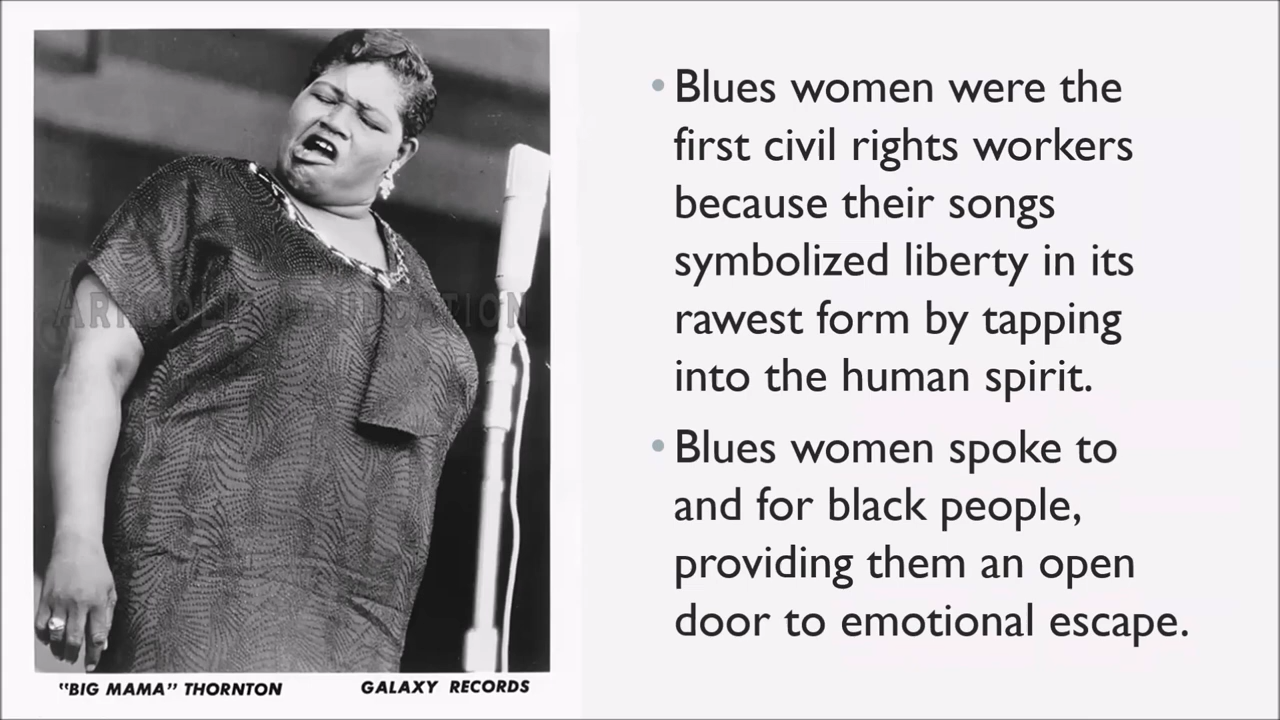 • Blues women were the
first civil rights workers
because their songs
symbolized liberty in its
rawest form by tapping
into the human spirit.
• Blues women spoke to
and for black people,
providing them an open
door to emotional escape.
"BIG MAMA" THORNTON
GALAXY RECORDS